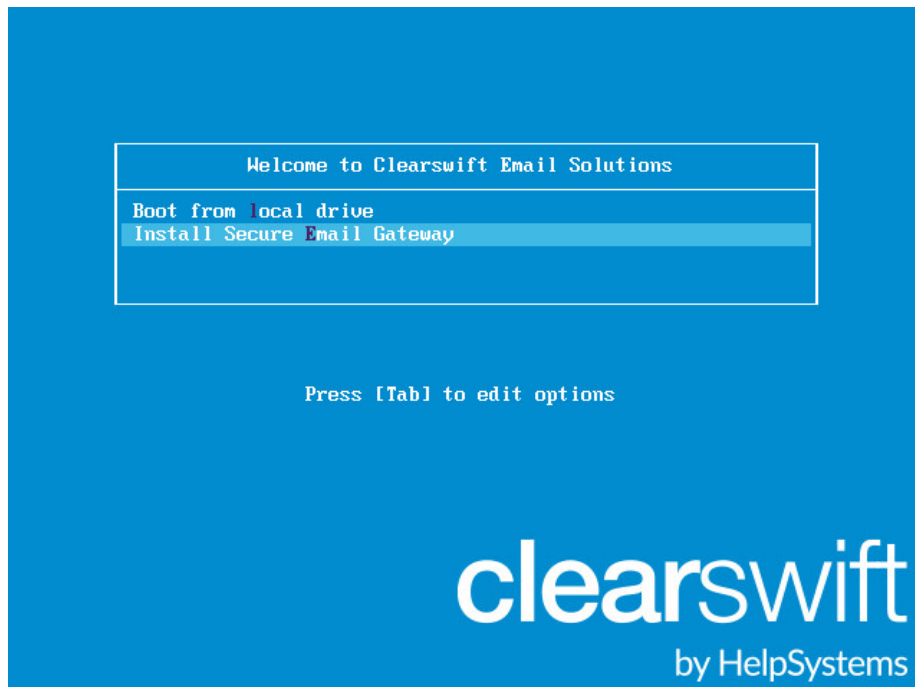 Welcome to Clearswift Email Solutions
Boot from local drive
Install Secure Email Gateway
Press [Tab] to edit options
clearswift
by HelpSystems